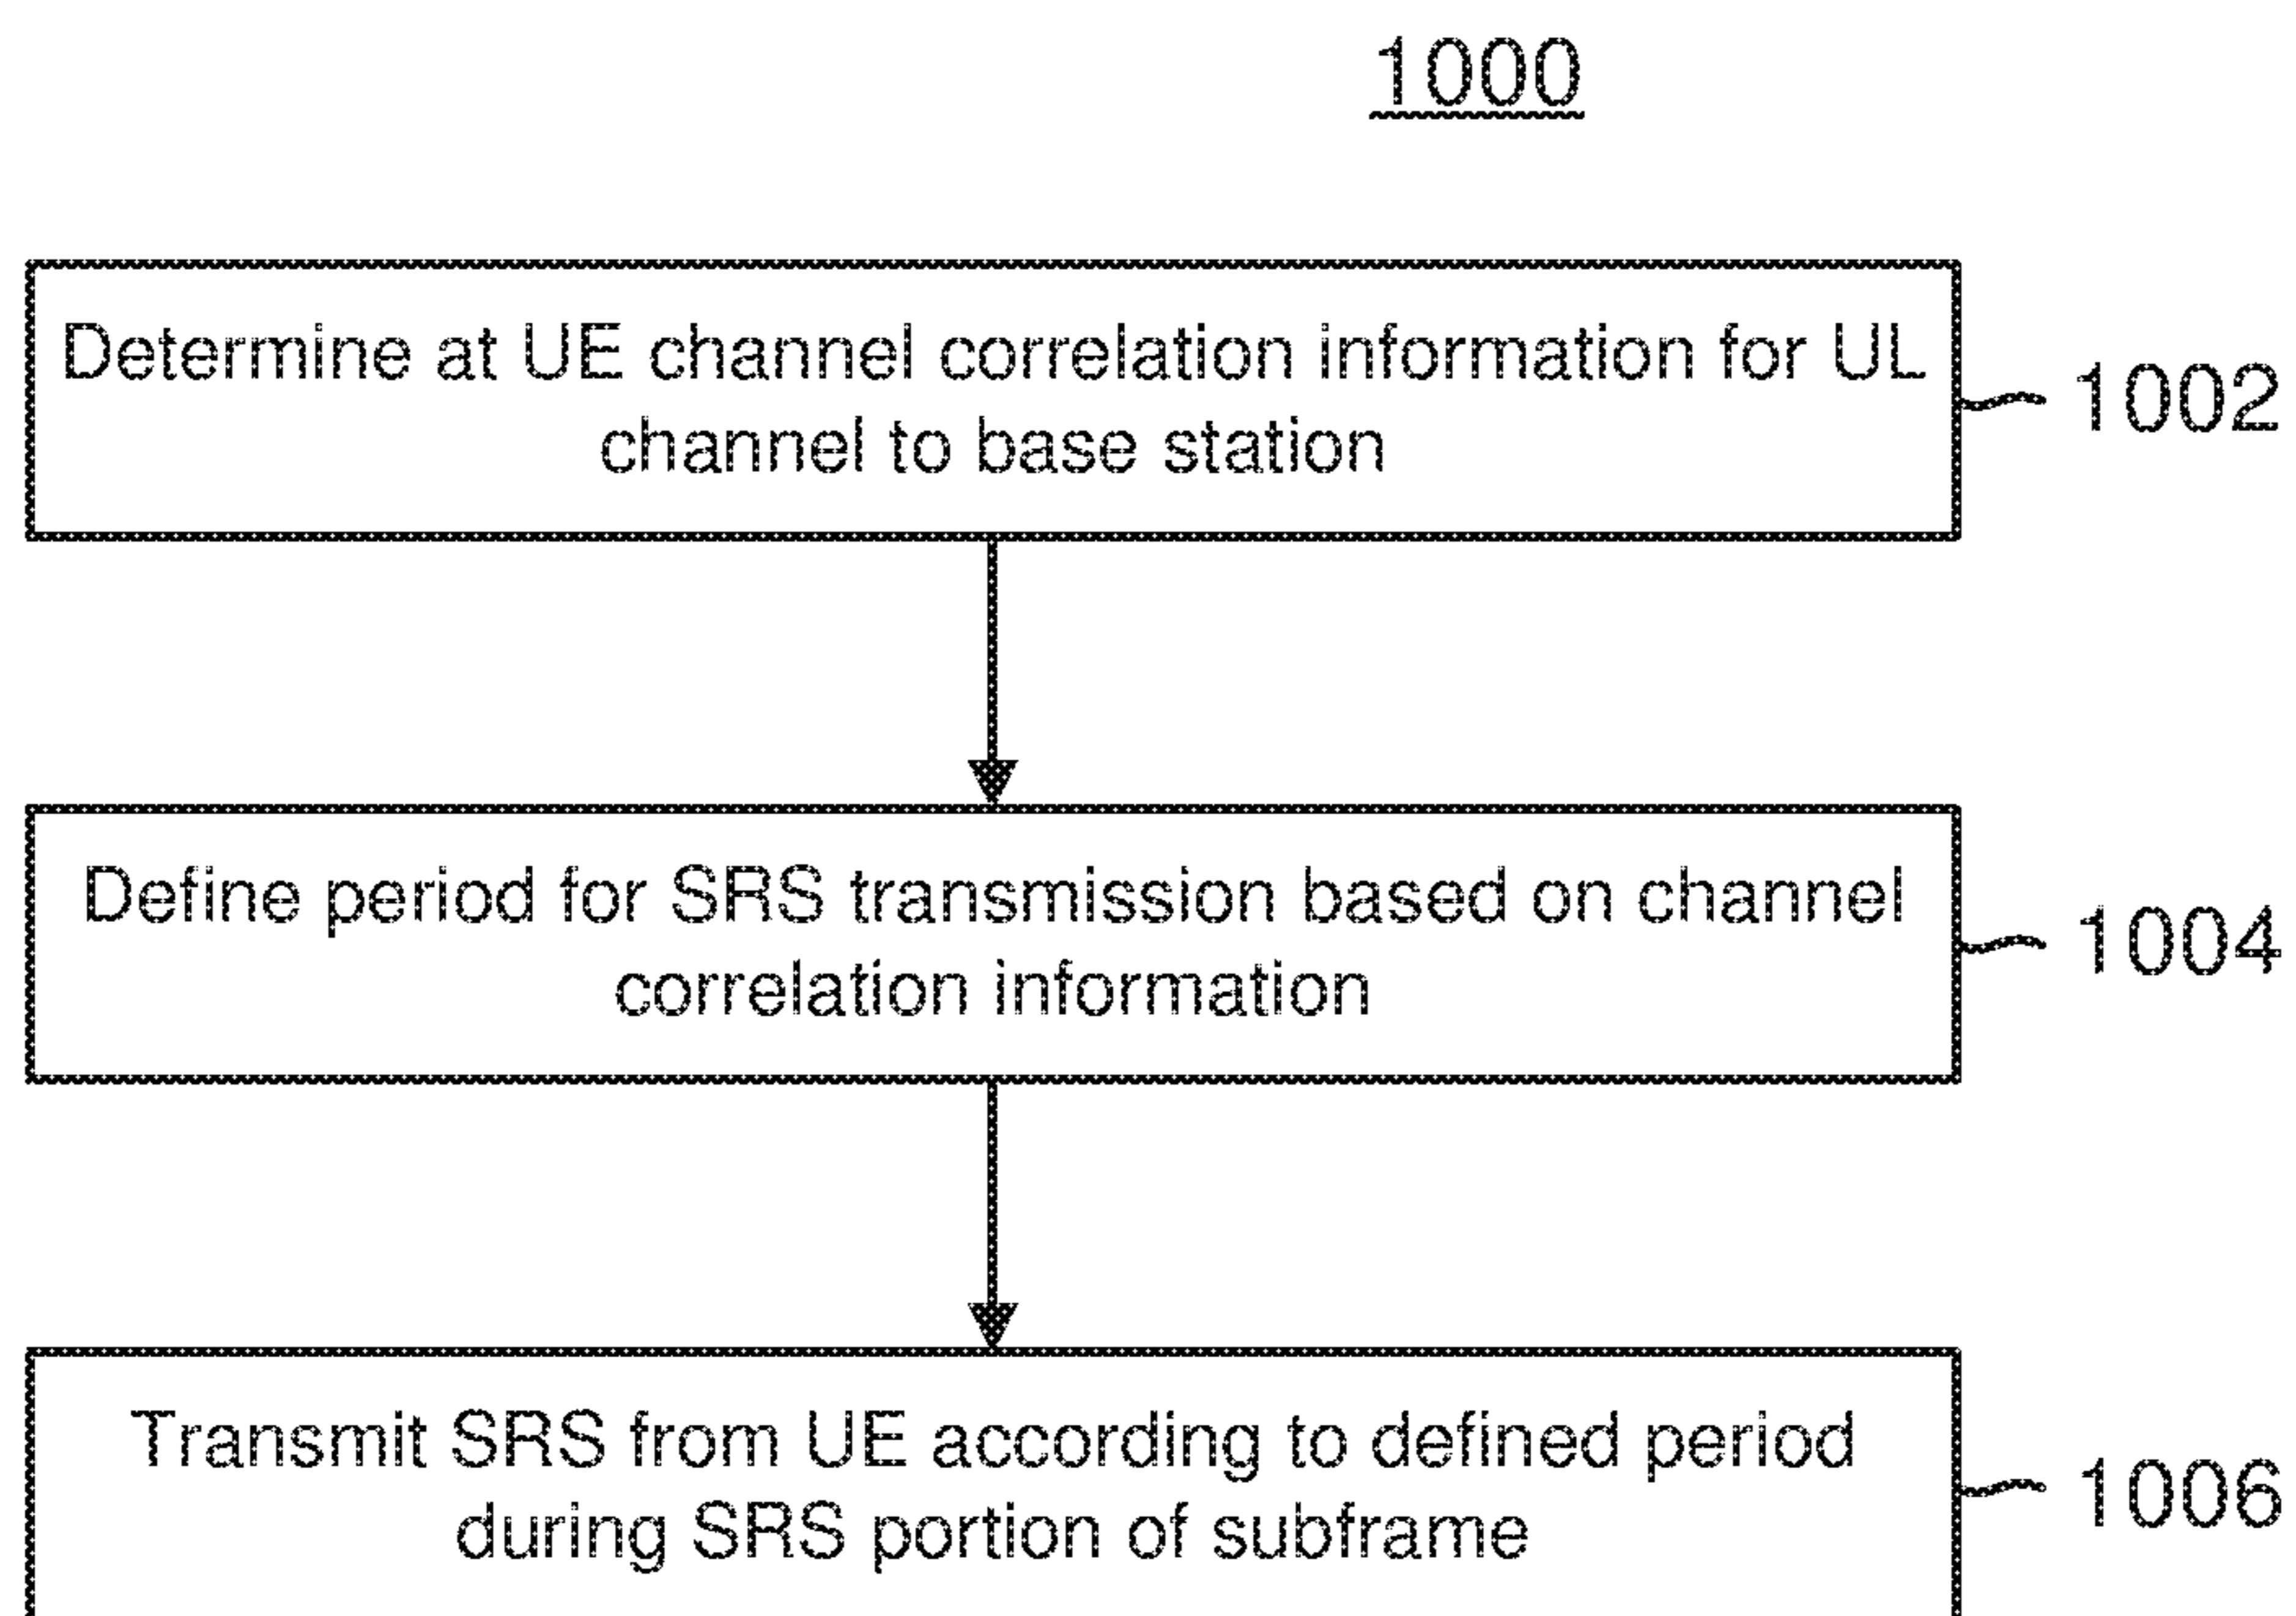 1000
Determine at UE channel correlation information for UL
channel to base station
1002
Define period for SRS transmission based on channel
correlation information
1004
Transmit SRS from UE according to defined period
during SRS portion of subframe
1006